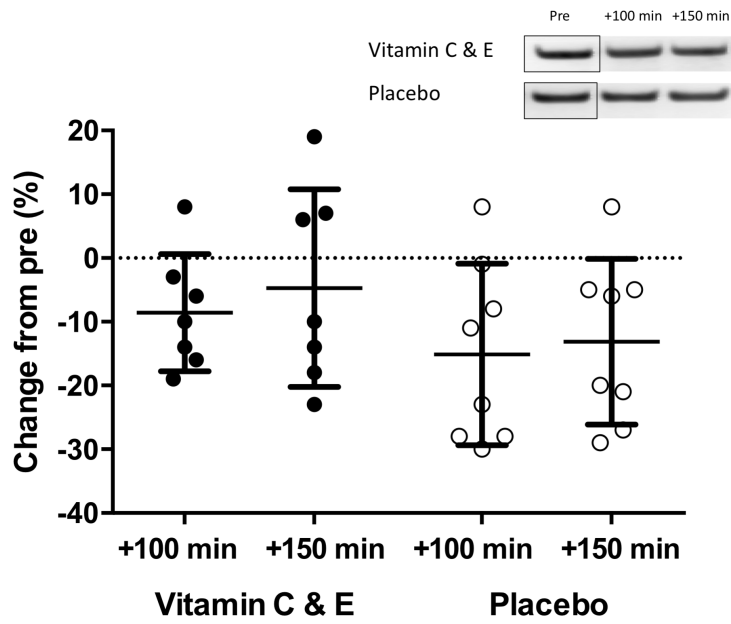 Pre +100 min +150 min
Vitamin C & E
Placebo
Change from pre (%)
20
10
0
-10
-20
-30
-40
+100 min +150 min +100 min +150 min
Vitamin C & E Placebo